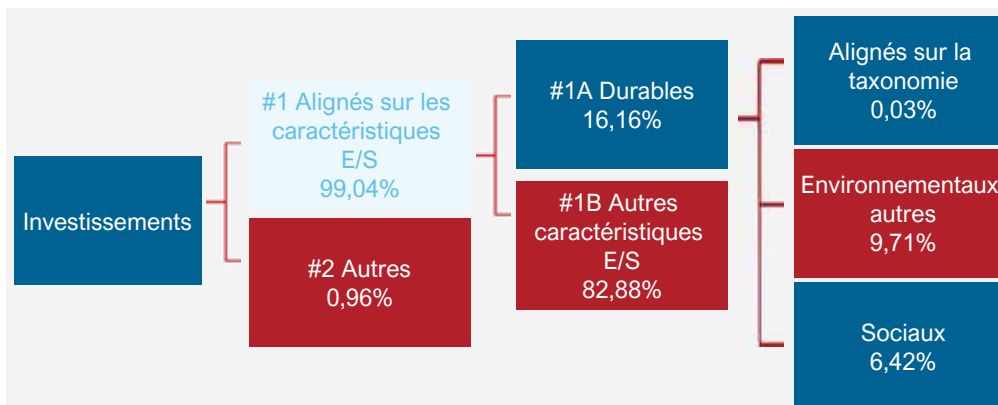 Investissements
#1 Alignés sur les
caractéristiques
E/S
99,04%
#2 Autres
0,96%
#1A Durables
16,16%
#1B Autres
caractéristiques
E/S
82,88%
Alignés sur la
taxonomie
0,03%
Environnementaux
autres
9,71%
Sociaux
6,42%